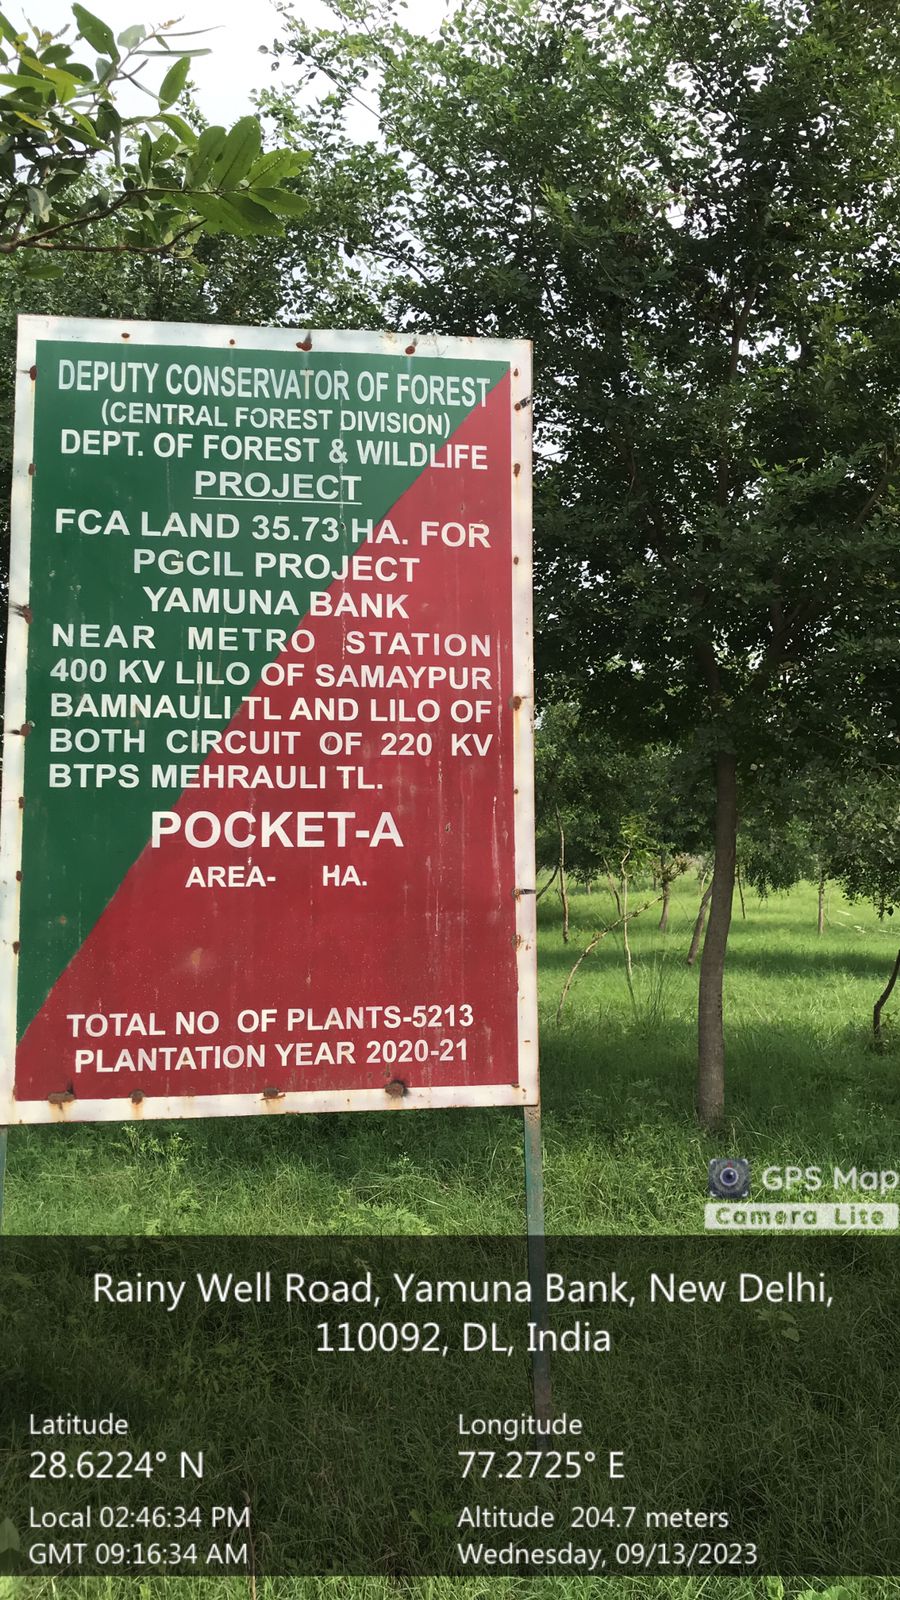 DEPUTY CONSERVATOR OF FOREST
(CENTRAL FOREST DIVISION)
DEPT. OF FOREST & WILDLIFE
PROJECT
FCA LAND 35.73 HA. FOR
PGCIL PROJECT
YAMUNA BANK
NEAR METRO STATION
400 KV LILO OF SAMAYPUR
BAMNAULI TL AND LILO OF
BOTH CIRCUIT OF 220 KV
BTPS MEHRAULI TL.
POCKET-A
AREA- HA.
TOTAL NO OF PLANTS-5213
PLANTATION YEAR 2020-21
GPS Map
Camera Lite
Rainy Well Road, Yamuna Bank, New Delhi,
110092, DL, India
Latitude Longitude
28.6224° N 77.2725° E
Local 02:46:34 PM Altitude 204.7 meters
GMT 09:16:34 AM Wednesday, 09/13/2023